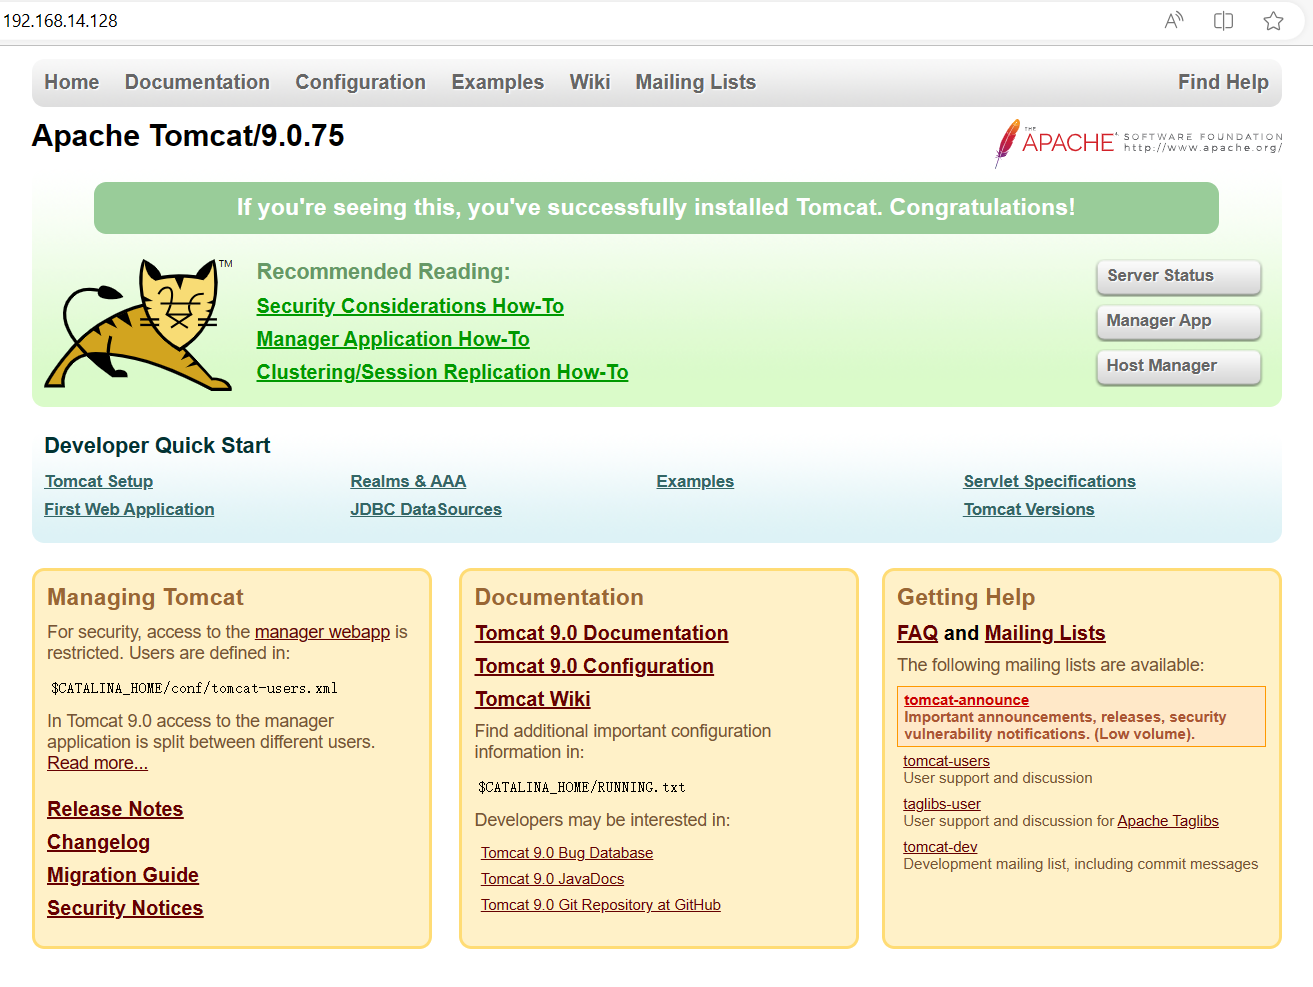 192.168.14.128
Home Documentation Configuration Examples Wiki Mailing Lists Find Help
Apache Tomcat/9.0.75
THE APACHE SOFTWARE FOUNDATION
http://www.apache.org/
If you're seeing this, you've successfully installed Tomcat. Congratulations!
TM
Recommended Reading:
Security Considerations How-To
Manager Application How-To
Clustering/Session Replication How-To
Server Status
Manager App
Host Manager
Developer Quick Start
Tomcat Setup
First Web Application
Realms & AAA
JDBC DataSources
Examples
Servlet Specifications
Tomcat Versions
Managing Tomcat
For security, access to the manager webapp is
restricted. Users are defined in:
$CATALINA_HOME/conf/tomcat-users.xml
In Tomcat 9.0 access to the manager
application is split between different users.
Read more...
Release Notes
Changelog
Migration Guide
Security Notices
Documentation
Tomcat 9.0 Documentation
Tomcat 9.0 Configuration
Tomcat Wiki
Find additional important configuration
information in:
$CATALINA_HOME/RUNNING.txt
Developers may be interested in:
Tomcat 9.0 Bug Database
Tomcat 9.0 JavaDocs
Tomcat 9.0 Git Repository at GitHub
Getting Help
FAQ and Mailing Lists
The following mailing lists are available:
tomcat-announce
Important announcements, releases, security
vulnerability notifications. (Low volume).
tomcat-users
User support and discussion
taglibs-user
User support and discussion for Apache Taglibs
tomcat-dev
Development mailing list, including commit messages